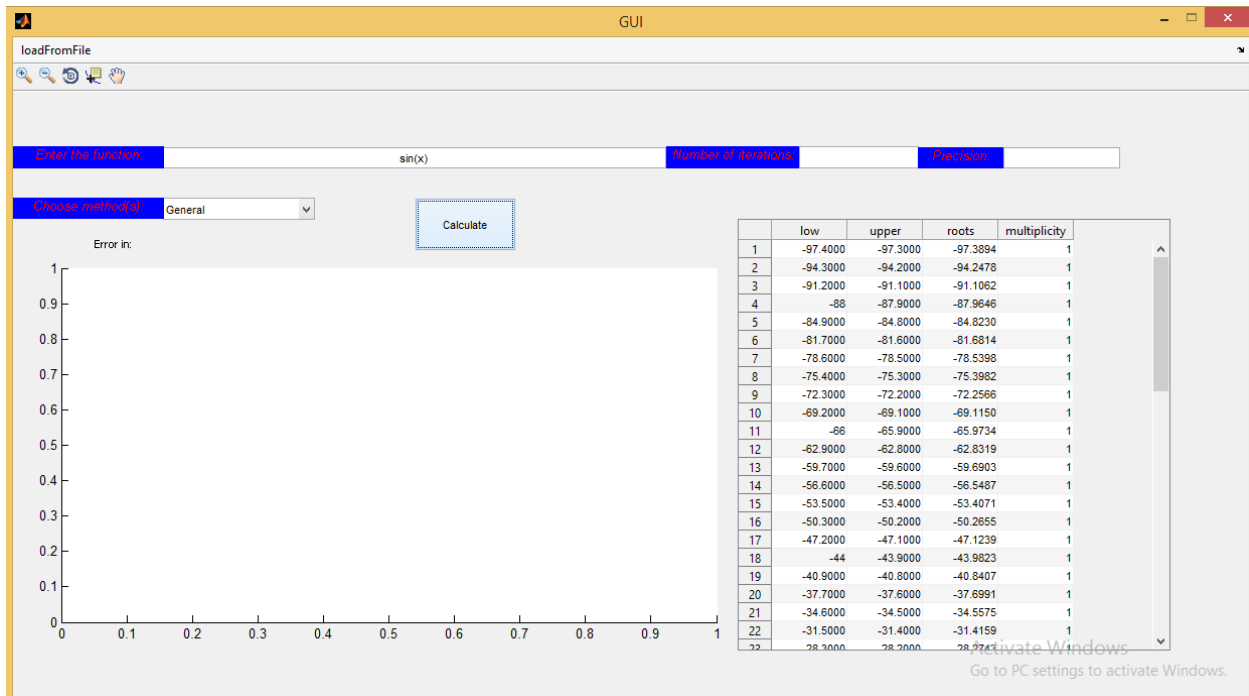 GUI
loadFromFile
Enter the function: sin(x) Number of iterations: Precision:
Choose method(s): General Calculate
Error in:
low upper roots multiplicity
1 -97.4000 -97.3000 -97.3894 1
2 -94.3000 -94.2000 -94.2478 1
3 -91.2000 -91.1000 -91.1062 1
4 -88 -87.9000 -87.9646 1
5 -84.9000 -84.8000 -84.8230 1
6 -81.7000 -81.6000 -81.6814 1
7 -78.6000 -78.5000 -78.5398 1
8 -75.4000 -75.3000 -75.3982 1
9 -72.3000 -72.2000 -72.2566 1
10 -69.2000 -69.1000 -69.1150 1
11 -66 -65.9000 -65.9734 1
12 -62.9000 -62.8000 -62.8319 1
13 -59.7000 -59.6000 -59.6903 1
14 -56.6000 -56.5000 -56.5487 1
15 -53.5000 -53.4000 -53.4071 1
16 -50.3000 -50.2000 -50.2655 1
17 -47.2000 -47.1000 -47.1239 1
18 -44 -43.9000 -43.9823 1
19 -40.9000 -40.8000 -40.8407 1
20 -37.7000 -37.6000 -37.6991 1
21 -34.6000 -34.5000 -34.5575 1
22 -31.5000 -31.4000 -31.4159 1
23 -28.3000 -28.2000 -28.2743 1
1
0.9
0.8
0.7
0.6
0.5
0.4
0.3
0.2
0.1
0
0 0.1 0.2 0.3 0.4 0.5 0.6 0.7 0.8 0.9 1
Activate Windows
Go to PC settings to activate Windows.